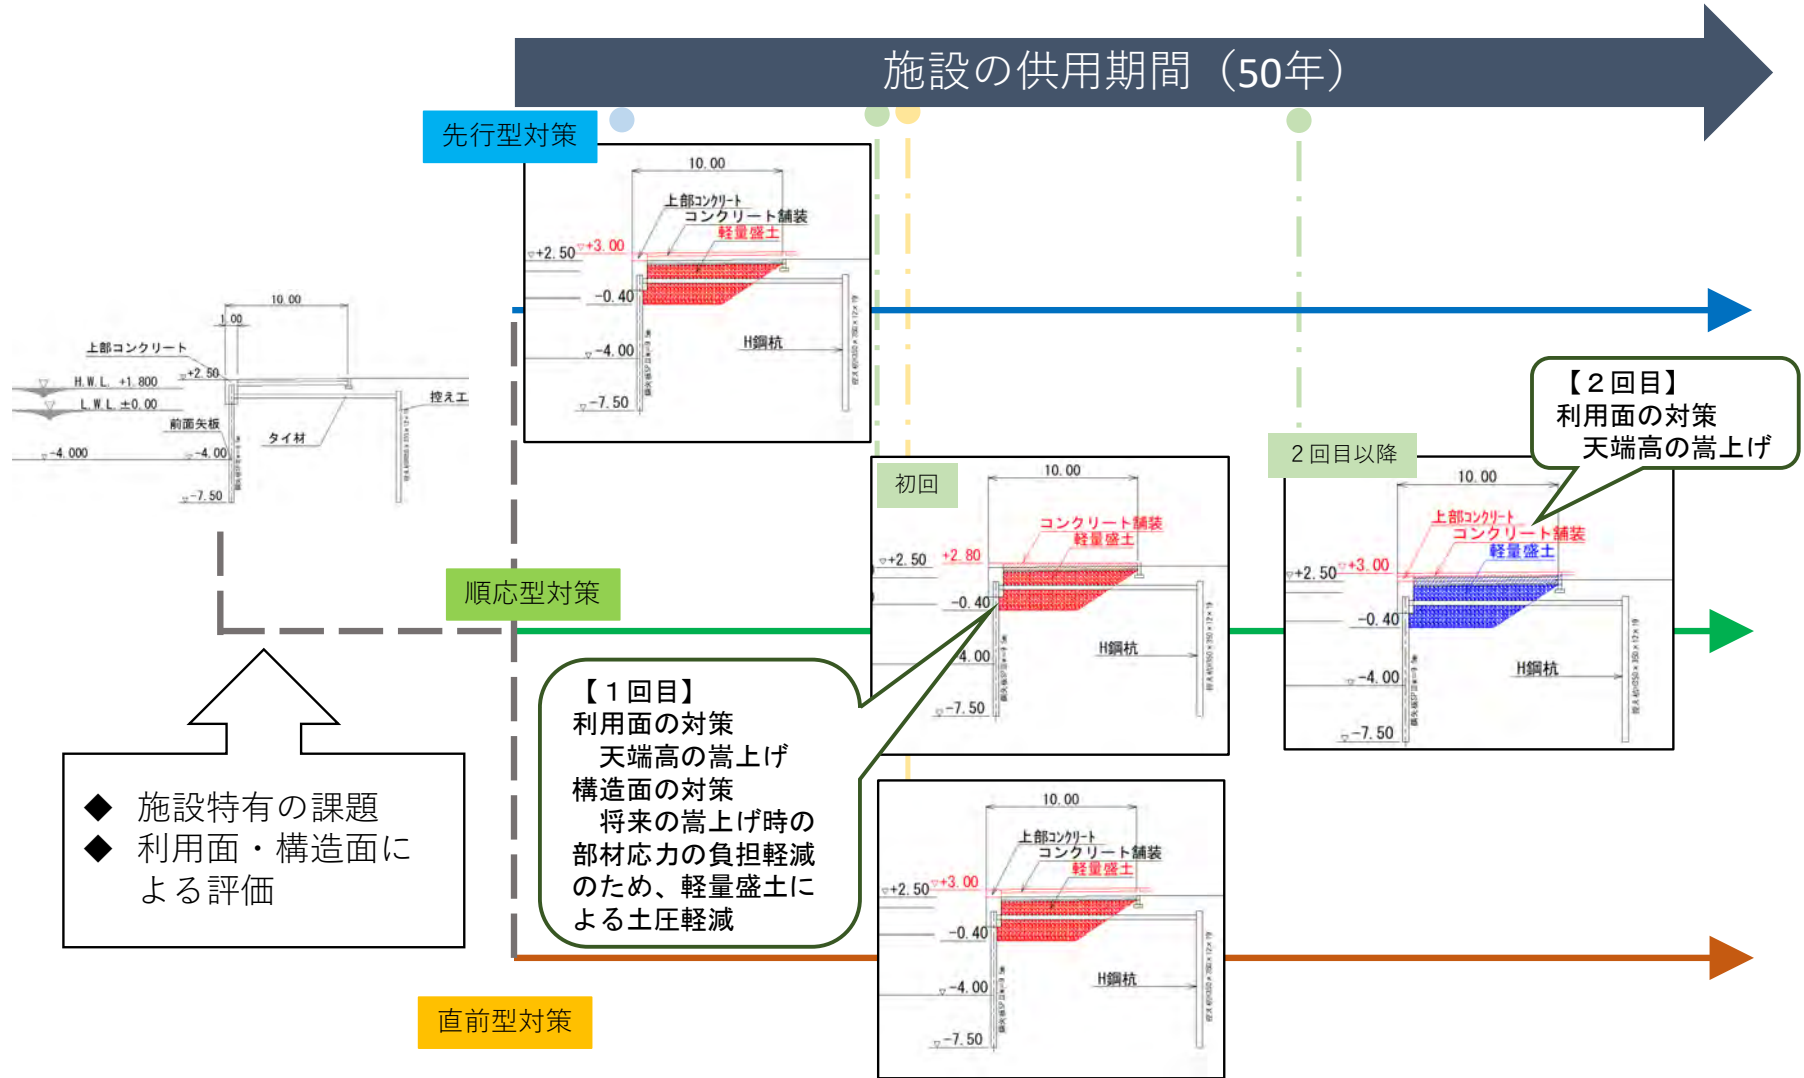 施設の供用期間（50年）
先行型対策
10.00
上部コンクリート
コンクリート舗装
軽量盛土
▽+2.50
▽+3.00
-0.40
▽-4.00
H鋼杭
▽-7.50
10.00
1.00
上部コンクリート
H.W.L. +1.800
▽+2.50
L.W.L. ±0.00
控え工
前面矢板
タイ材
▽-4.000
▽-4.00
▽-7.50
【２回目】
利用面の対策
天端高の嵩上げ
初回
10.00
コンクリート舗装
軽量盛土
▽+2.50
+2.80
-0.40
4.00
H鋼杭
▽-7.50
２回目以降
10.00
上部コンクリート
コンクリート舗装
軽量盛土
▽+2.50
▽+3.00
-0.40
▽-4.00
H鋼杭
▽-7.50
順応型対策
【１回目】
利用面の対策
天端高の嵩上げ
構造面の対策
将来の嵩上げ時の
部材応力の負担軽減
のため、軽量盛土に
よる土圧軽減
◆ 施設特有の課題
◆ 利用面・構造面に
よる評価
10.00
上部コンクリート
コンクリート舗装
軽量盛土
▽+2.50
▽+3.00
-0.40
▽-4.00
H鋼杭
▽-7.50
直前型対策